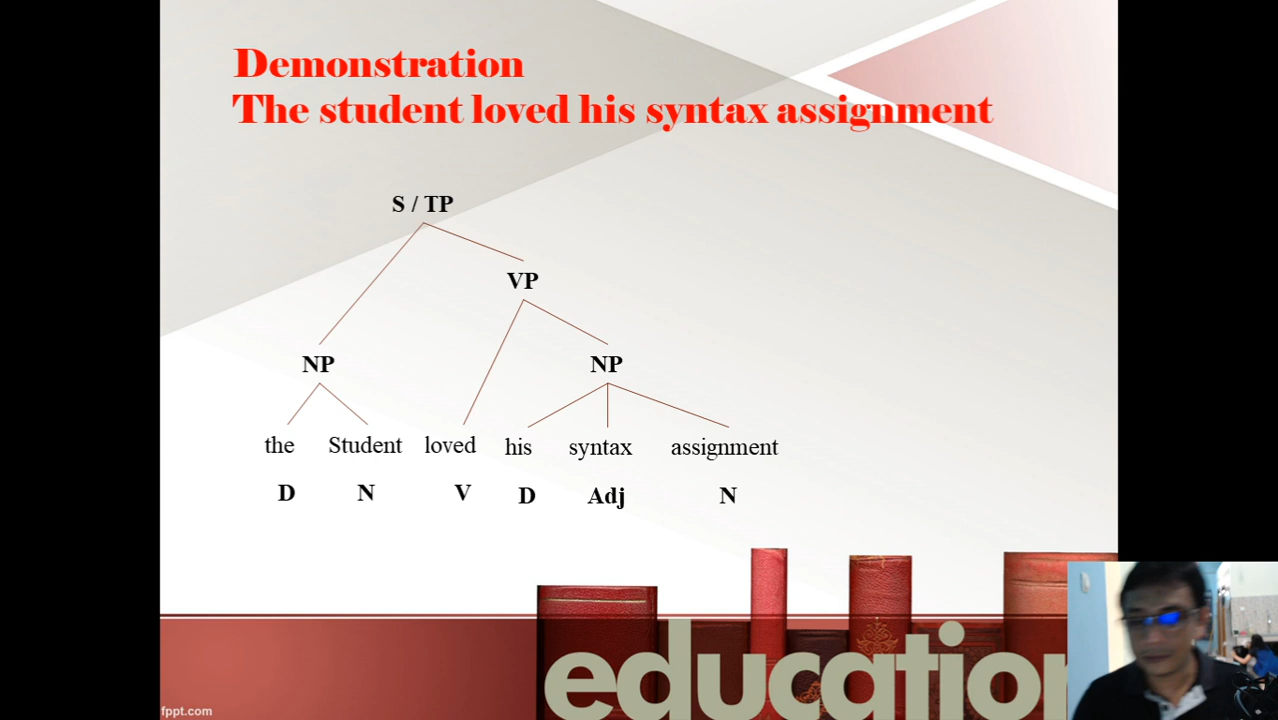 Demonstration
The student loved his syntax assignment
S / TP
VP
NP NP
the Student loved his syntax assignment
D N V D Adj N
education
fppt.com